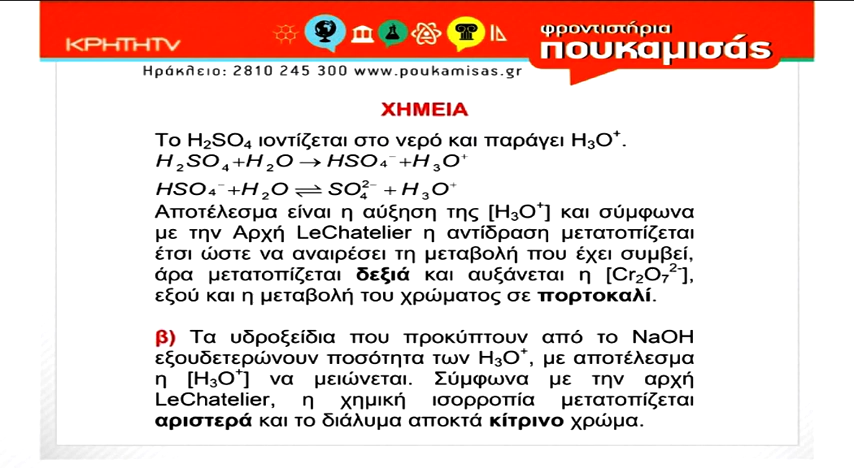 ΚΡΗΤΗTV
φροντιστήρια
πουκαμισάς
Ηράκλειο: 2810 245 300 www.poukamisas.gr
ΧΗΜΕΙΑ
Το H₂SO₄ ιοντίζεται στο νερό και παράγει H₃O⁺.
H₂SO₄+H₂O → HSO₄⁻+H₃O⁺
HSO₄⁻+H₂O ⇌ SO₄²⁻ + H₃O⁺
Αποτέλεσμα είναι η αύξηση της [H₃O⁺] και σύμφωνα
με την Αρχή LeChatelier η αντίδραση μετατοπίζεται
έτσι ώστε να αναιρέσει τη μεταβολή που έχει συμβεί,
άρα μετατοπίζεται δεξιά και αυξάνεται η [Cr₂O₇²⁻],
εξού και η μεταβολή του χρώματος σε πορτοκαλί.
β) Τα υδροξείδια που προκύπτουν από το NaOH
εξουδετερώνουν ποσότητα των H₃O⁺, με αποτέλεσμα
η [H₃O⁺] να μειώνεται. Σύμφωνα με την αρχή
LeChatelier, η χημική ισορροπία μετατοπίζεται
αριστερά και το διάλυμα αποκτά κίτρινο χρώμα.